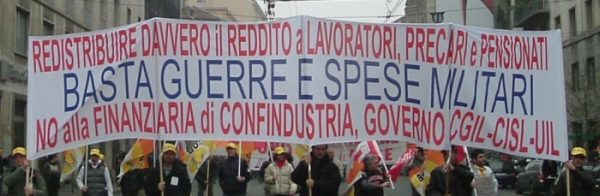 REDISTRIBUIRE DAVVERO il REDDITO a LAVORATORI, PRECARI e PENSIONATI
BASTA GUERRE E SPESE MILITARI
NO alla FINANZIARIA di CONFINDUSTRIA, GOVERNO CGIL-CISL-UIL